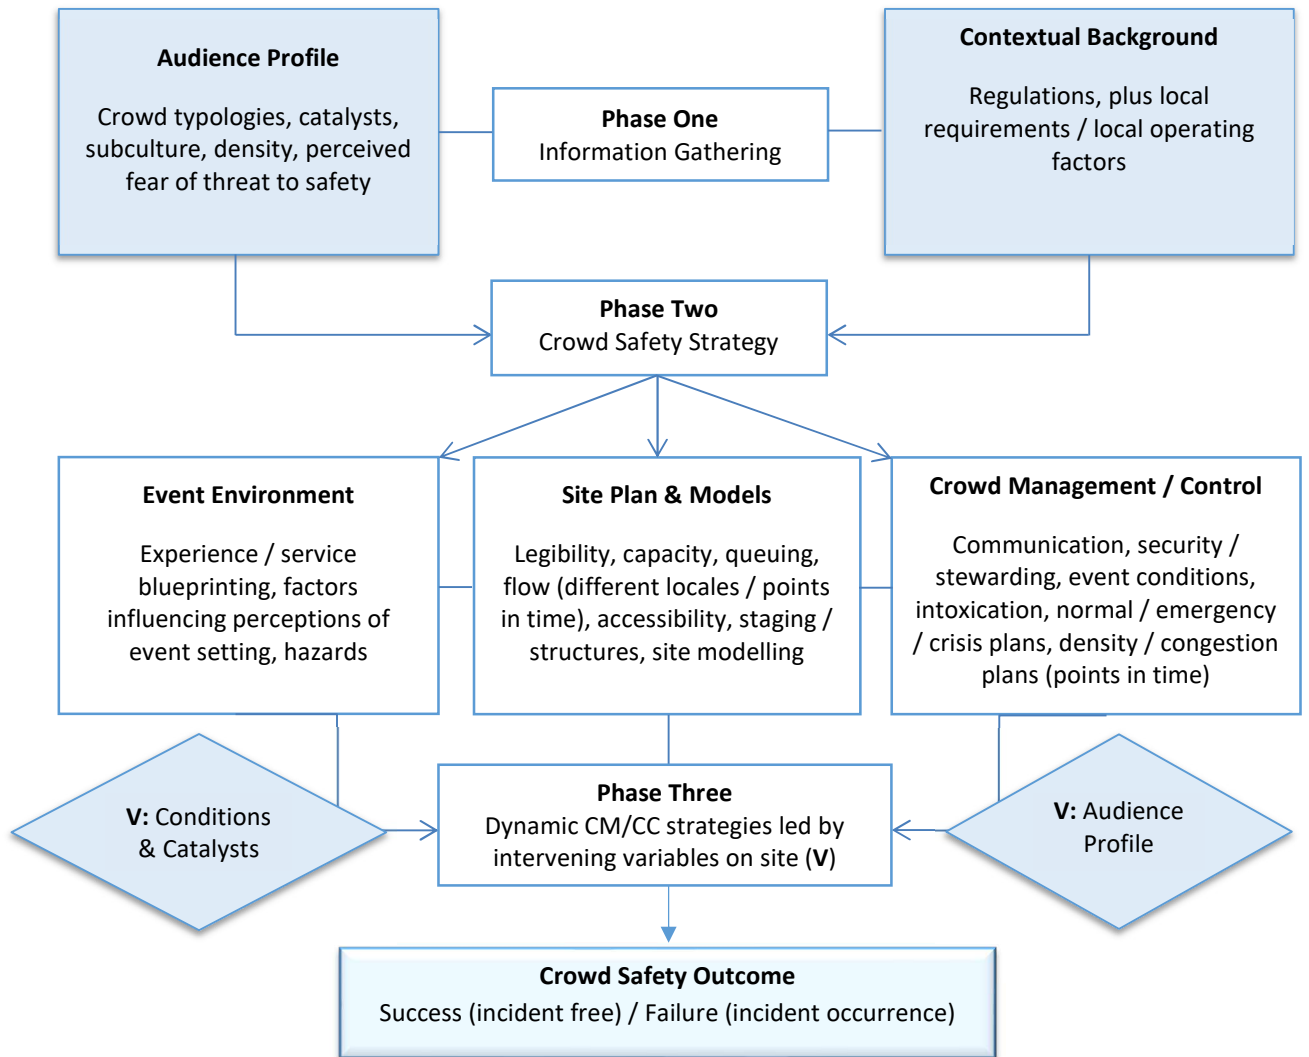 Audience Profile
Crowd typologies, catalysts,
subculture, density, perceived
fear of threat to safety
Phase One
Information Gathering
Contextual Background
Regulations, plus local
requirements / local operating
factors
Phase Two
Crowd Safety Strategy
Event Environment
Experience / service
blueprinting, factors
influencing perceptions of
event setting, hazards
Site Plan & Models
Legibility, capacity, queuing,
flow (different locales / points
in time), accessibility, staging /
structures, site modelling
Crowd Management / Control
Communication, security /
stewarding, event conditions,
intoxication, normal / emergency
/ crisis plans, density / congestion
plans (points in time)
V: Conditions
& Catalysts
Phase Three
Dynamic CM/CC strategies led by
intervening variables on site (V)
V: Audience
Profile
Crowd Safety Outcome
Success (incident free) / Failure (incident occurrence)